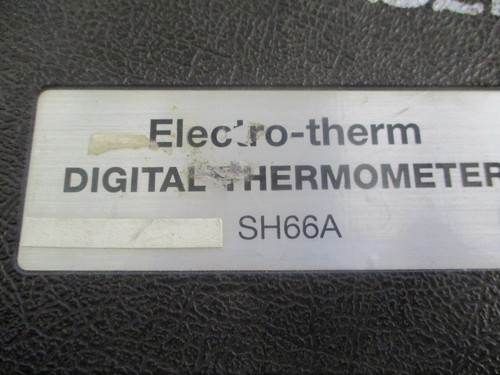 Electro-therm
DIGITAL THERMOMETER
SH66A